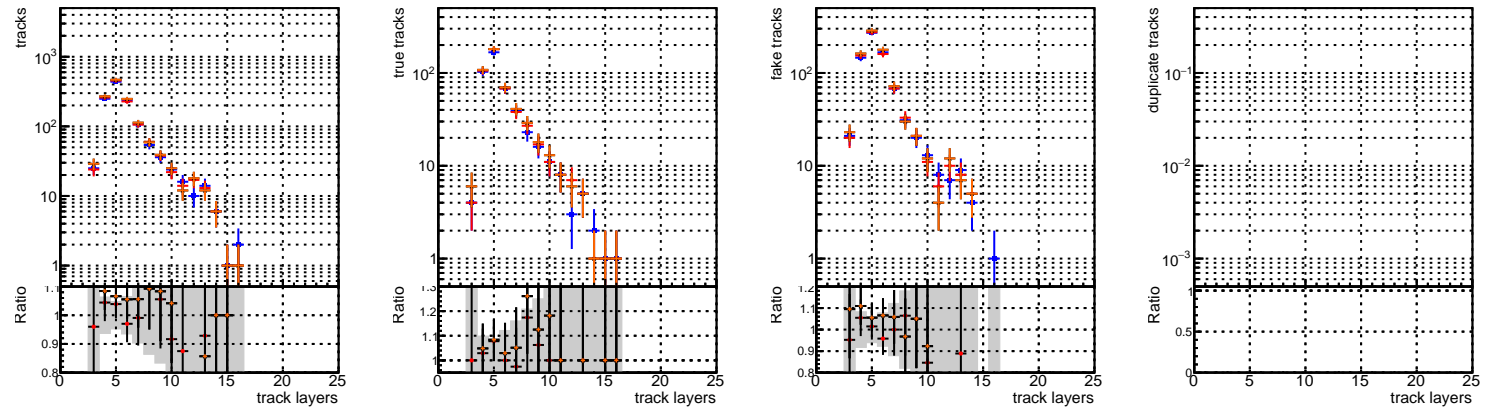 tracks
10³
10²
10
1
Ratio
1.1
1
0.9
0.8
0 5 10 15 20 25
track layers
true tracks
10²
10
1
Ratio
1.3
1.2
1.1
1
0 5 10 15 20 25
track layers
fake tracks
10²
10
1
Ratio
1.2
1.1
1
0.9
0.8
0 5 10 15 20 25
track layers
duplicate tracks
10⁻¹
10⁻²
10⁻³
Ratio
1
0.5
0
0 5 10 15 20 25
track layers